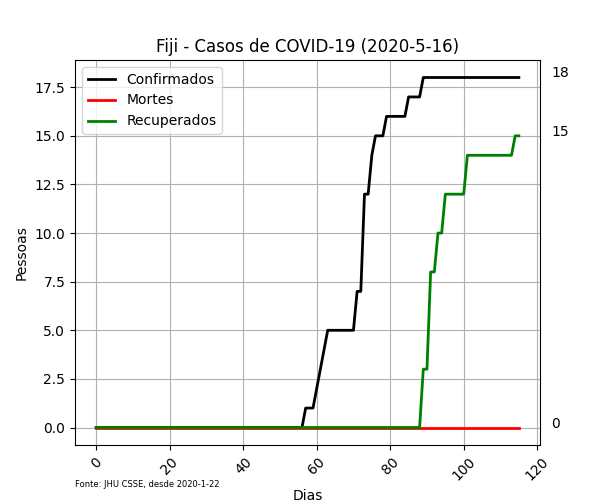 Fiji - Casos de COVID-19 (2020-5-16)
Confirmados
Mortes
Recuperados
18
15
0
17.5
15.0
12.5
10.0
7.5
5.0
2.5
0.0
Pessoas
0 20 40 60 80 100 120
Fonte: JHU CSSE, desde 2020-1-22
Dias